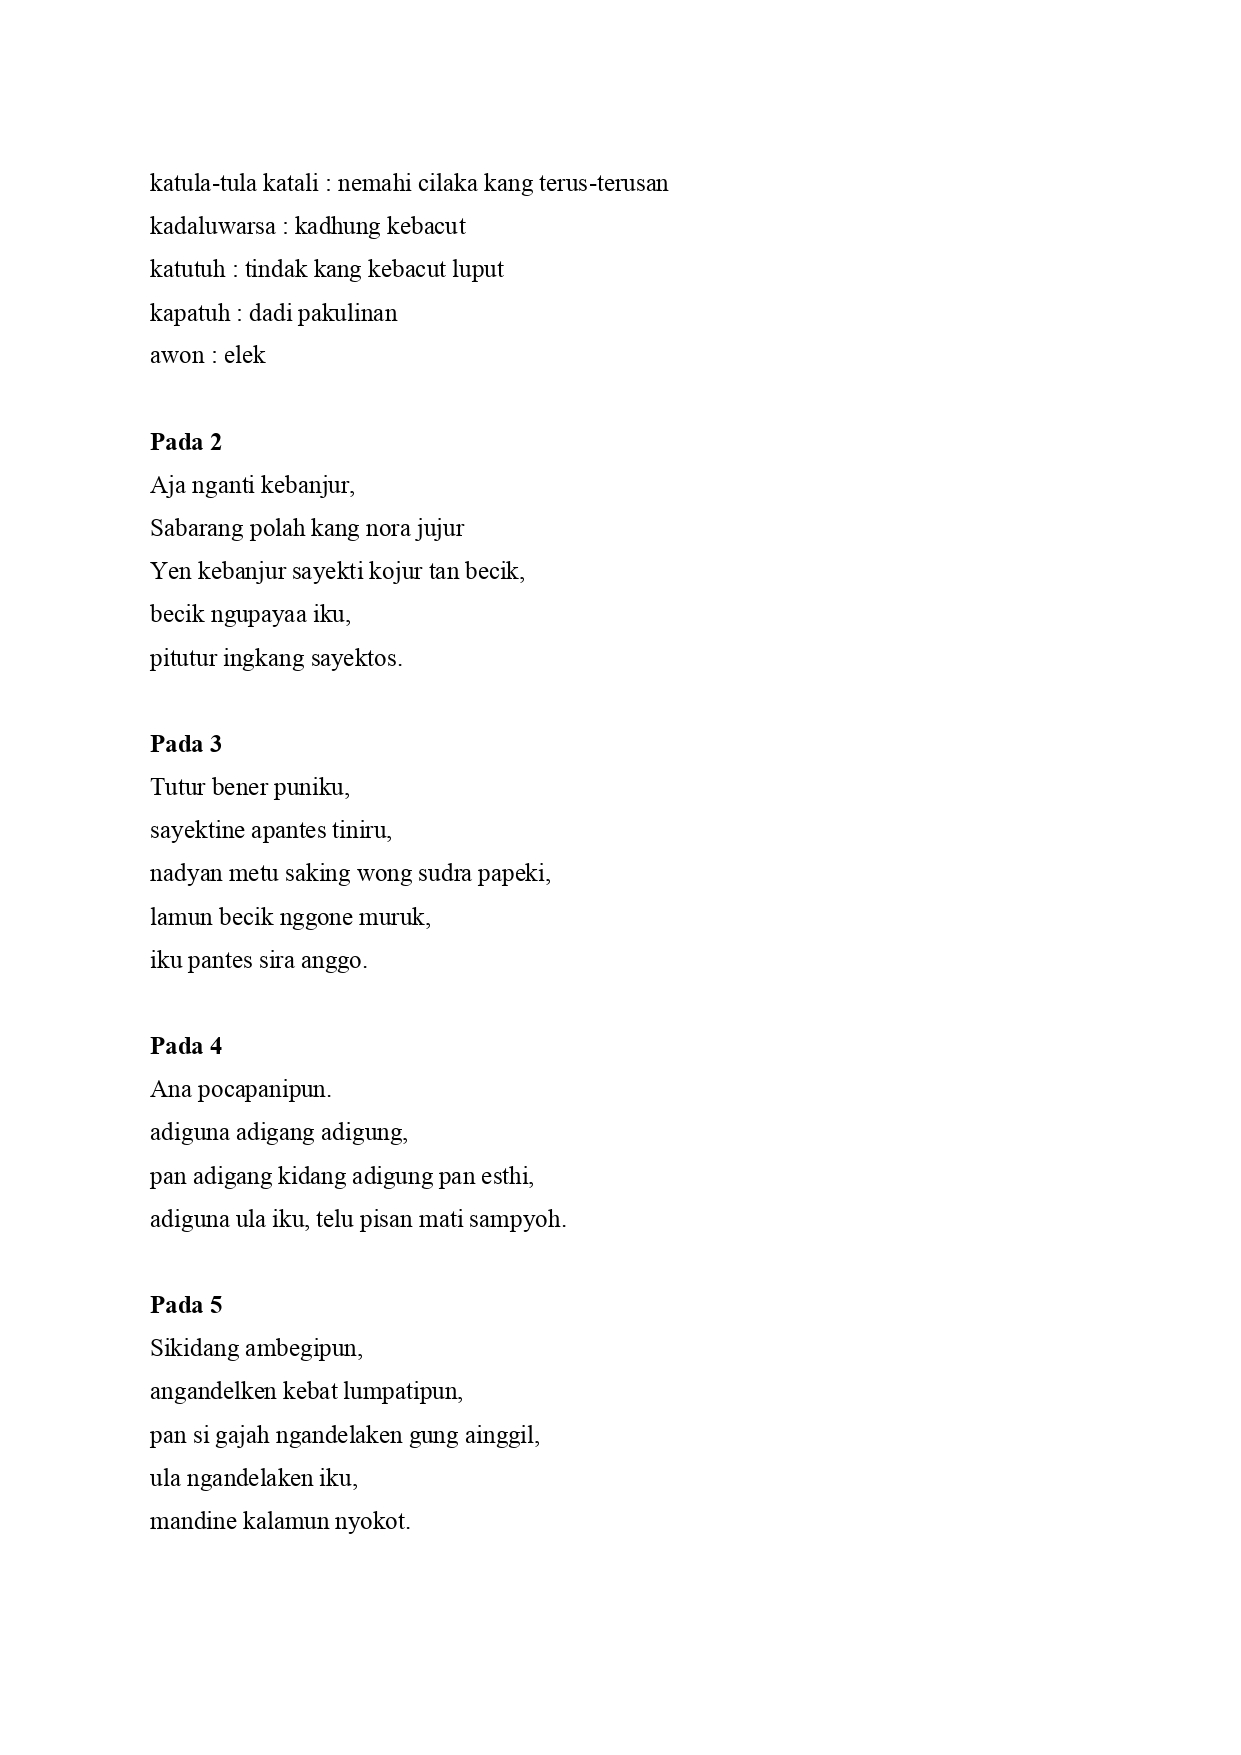 katula-tula katali : nemahi cilaka kang terus-terusan
kadaluwarsa : kadhung kebacut
katutuh : tindak kang kebacut luput
kapatuh : dadi pakulinan
awon : elek
Pada 2
Aja nganti kebanjur,
Sabarang polah kang nora jujur
Yen kebanjur sayekti kojur tan becik,
becik ngupayaa iku,
pitutur ingkang sayektos.
Pada 3
Tutur bener puniku,
sayektine apantes tiniru,
nadyan metu saking wong sudra papeki,
lamun becik nggone muruk,
iku pantes sira anggo.
Pada 4
Ana pocapanipun.
adiguna adigang adigung,
pan adigang kidang adigung pan esthi,
adiguna ula iku, telu pisan mati sampyoh.
Pada 5
Sikidang ambegipun,
angandelken kebat lumpatipun,
pan si gajah ngandelaken gung ainggil,
ula ngandelaken iku,
mandine kalamun nyokot.